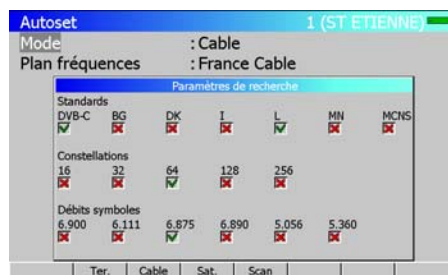 Autoset 1 (ST ETIENNE)
Mode : Cable
Plan fréquences : France Cable
Paramètres de recherche
Standards
DVB-C BG DK I L MN MCNS
Constellations
16 32 64 128 256
Débits symboles
6.900 6.111 6.875 6.890 5.056 5.360
Ter. Cable Sat. Scan